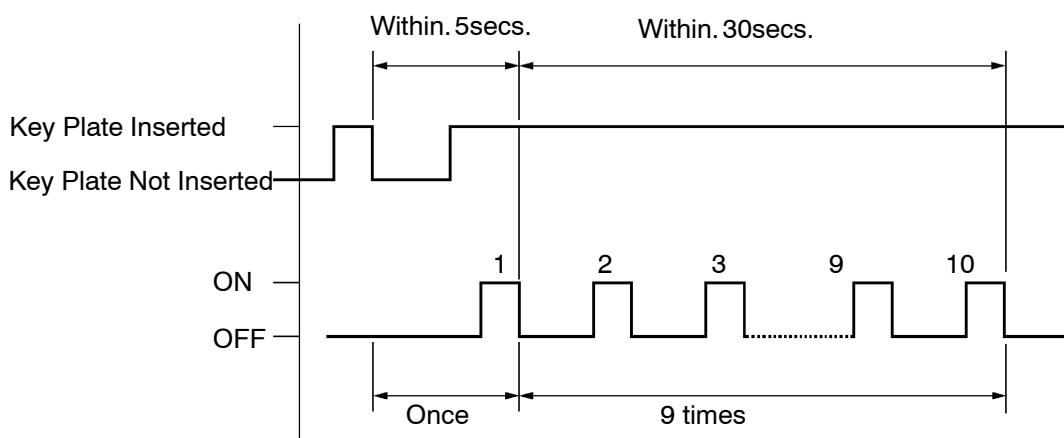 Within. 5secs.
Within. 30secs.
Key Plate Inserted
Key Plate Not Inserted
1 2 3 9 10
ON
OFF
Once
9 times